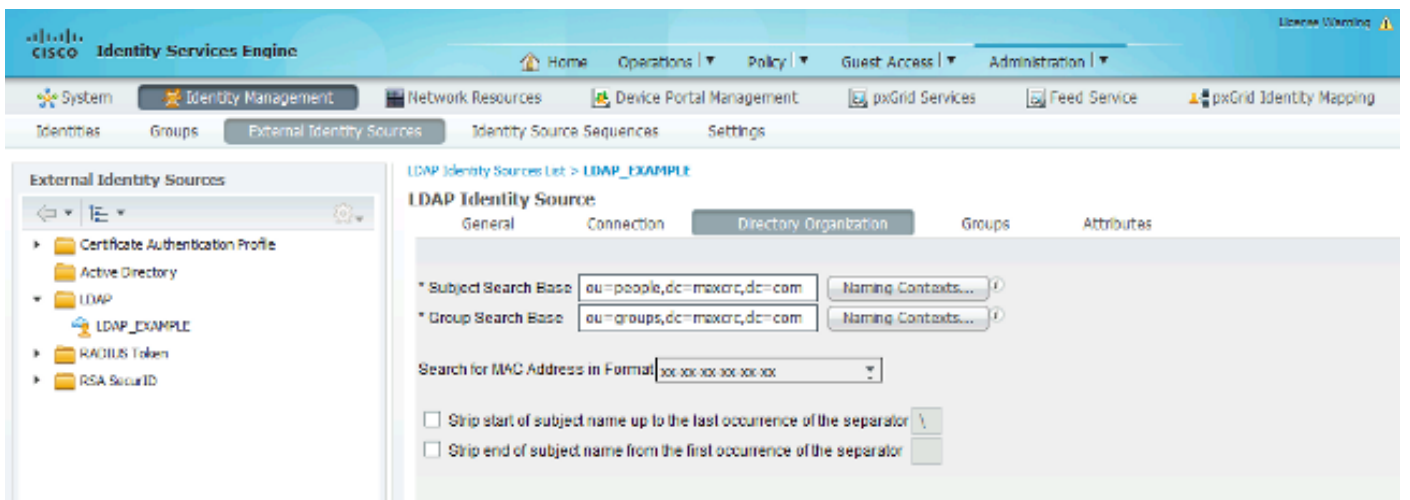 License Warning
CISCO Identity Services Engine
Home Operations Policy Guest Access Administration
System Identity Management Network Resources Device Portal Management pxGrid Services Feed Service pxGrid Identity Mapping
Identities Groups External Identity Sources Identity Source Sequences Settings
External Identity Sources
Certificate Authentication Profile
Active Directory
LDAP
LDAP_EXAMPLE
RADIUS Token
RSA SecurID
LDAP Identity Sources List > LDAP_EXAMPLE
LDAP Identity Source
General Connection Directory Organization Groups Attributes
* Subject Search Base ou=people,dc=maxcrc,dc=com Naming Contexts...
* Group Search Base ou=groups,dc=maxcrc,dc=com Naming Contexts...
Search for MAC Address in Format xx-xx-xx-xx-xx-xx
Strip start of subject name up to the last occurrence of the separator \
Strip end of subject name from the first occurrence of the separator